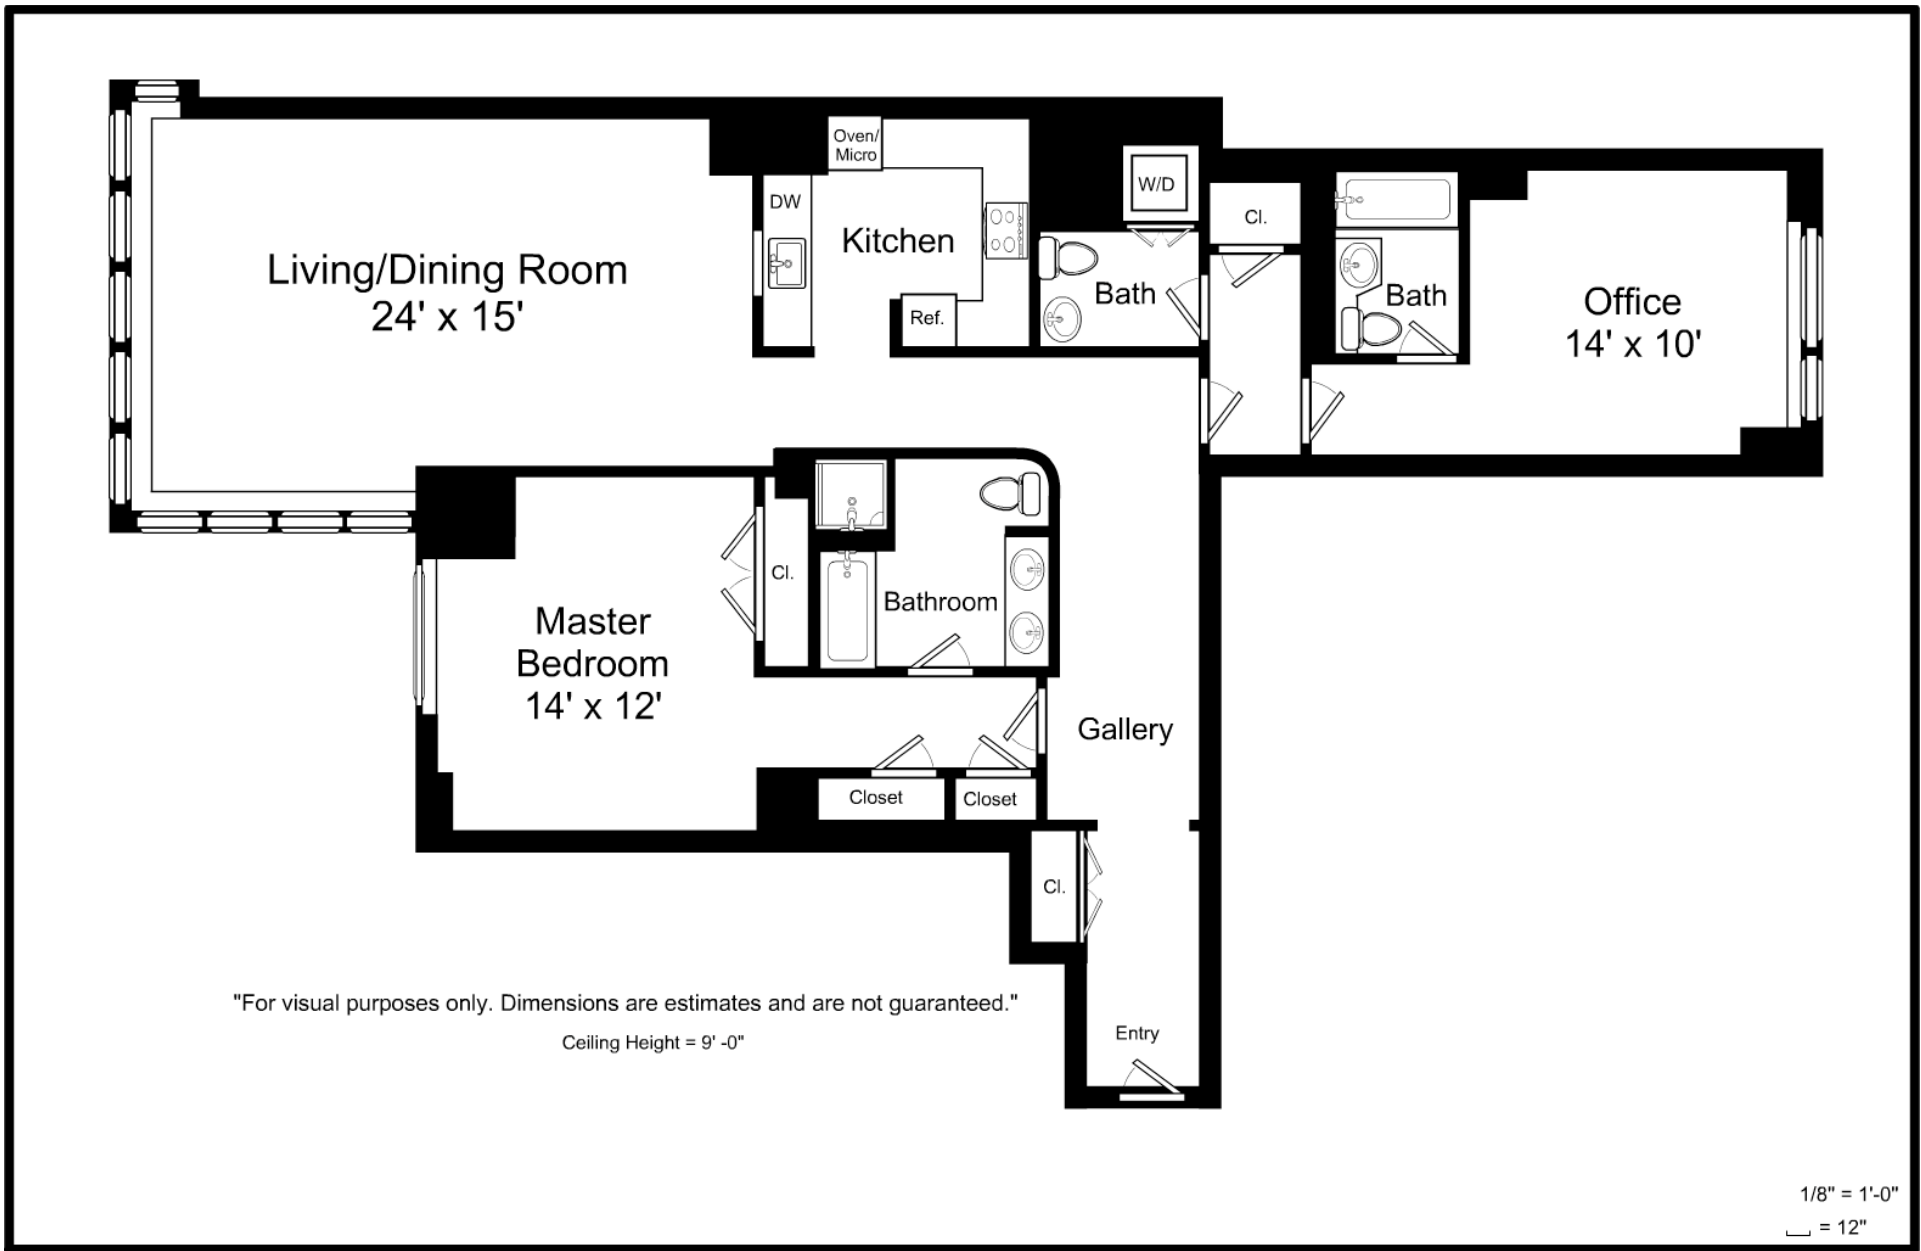 Oven/
Micro
DW
W/D
Cl.
Kitchen
Living/Dining Room
24' x 15'
Bath
Bath
Ref.
Office
14' x 10'
Cl.
Bathroom
Master
Bedroom
14' x 12'
Gallery
Closet
Closet
Cl.
"For visual purposes only. Dimensions are estimates and are not guaranteed."
Ceiling Height = 9' -0"
Entry
1/8" = 1'-0"
= 12"